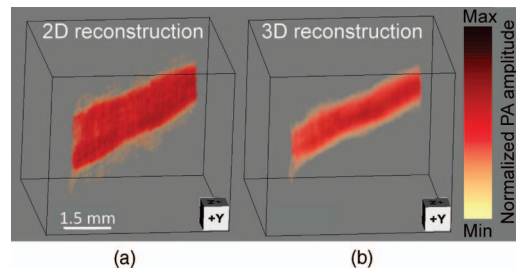 2D reconstruction
3D reconstruction
Max
Normalized PA amplitude
Min
1.5 mm
+Y
+Y
(a)
(b)